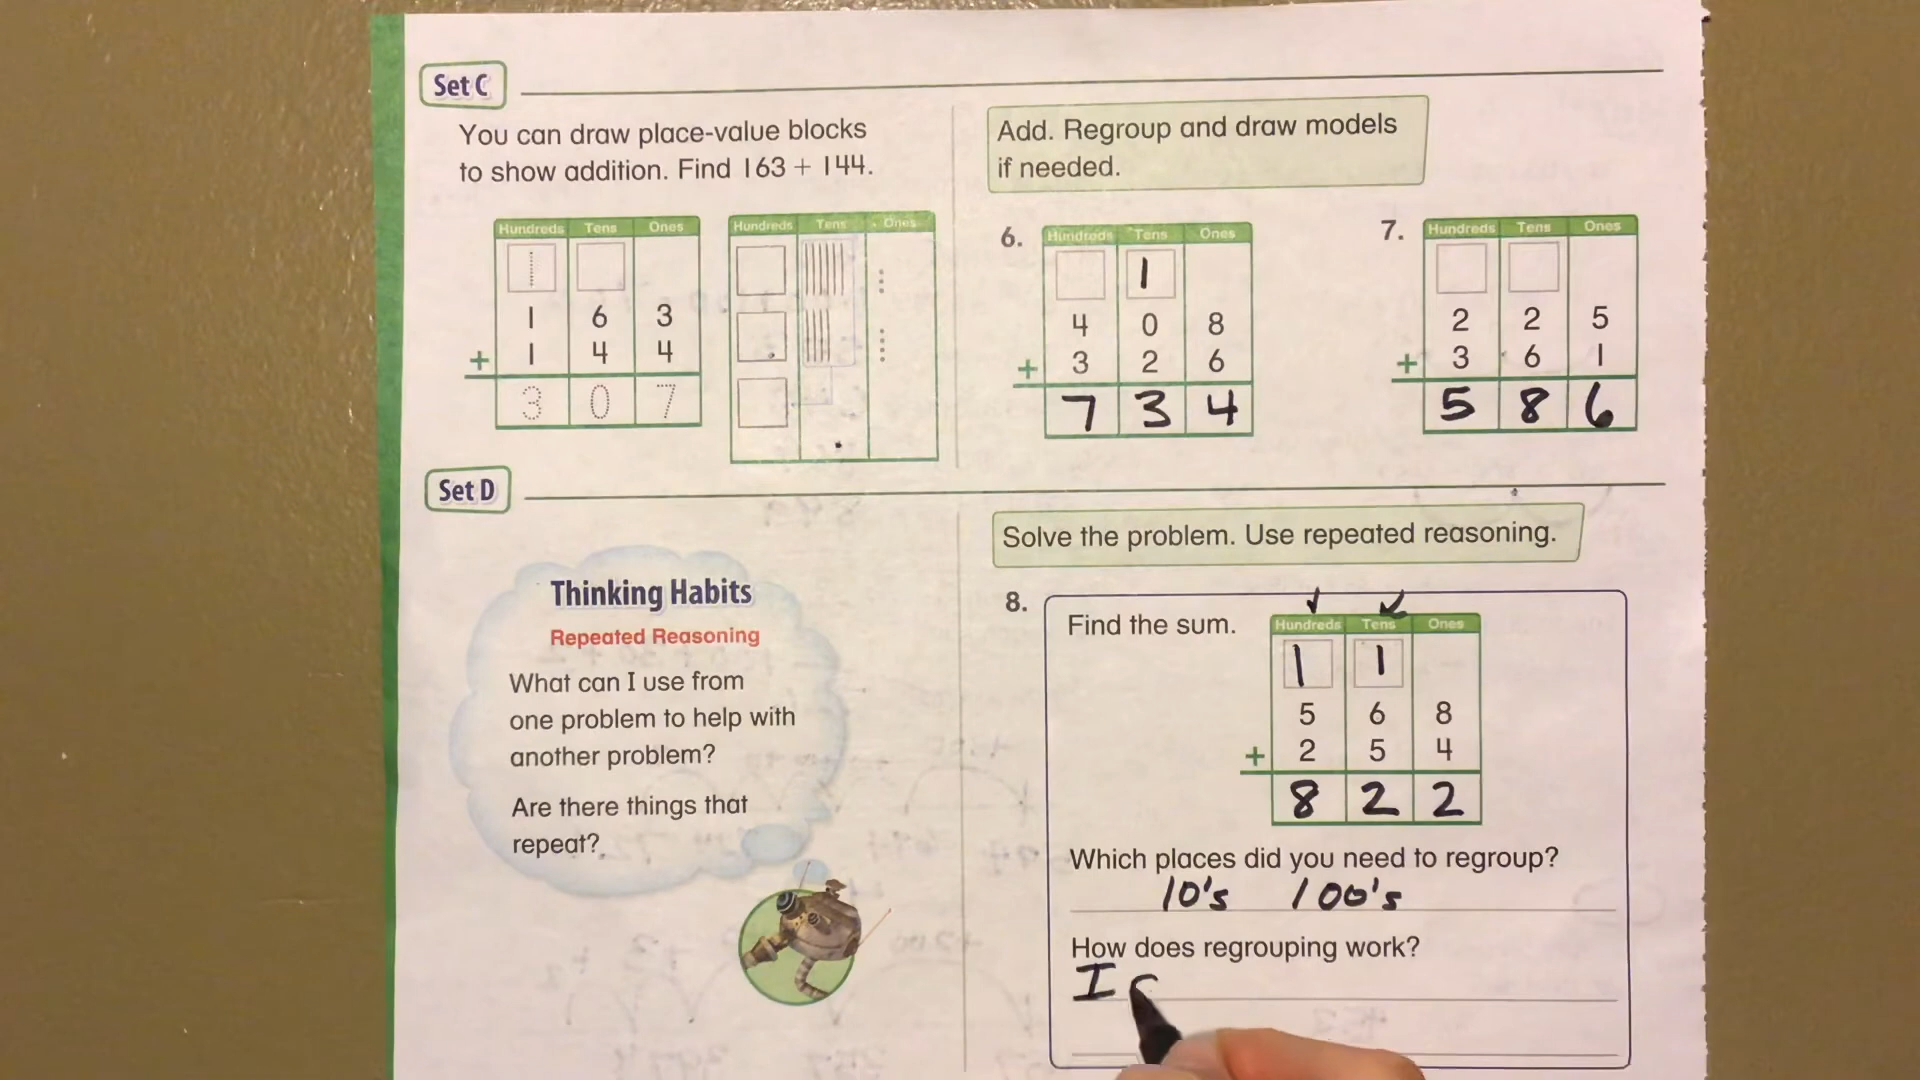 Set C
You can draw place-value blocks
to show addition. Find 163 + 144.
Hundreds Tens Ones
1
1 6 3
+ 1 4 4
3 0 7
Hundreds Tens Ones
Add. Regroup and draw models
if needed.
6.
Hundreds Tens Ones
1
4 0 8
+ 3 2 6
7 3 4
7.
Hundreds Tens Ones
2 2 5
+ 3 6 1
5 8 6
Set D
Thinking Habits
Repeated Reasoning
What can I use from
one problem to help with
another problem?
Are there things that
repeat?
Solve the problem. Use repeated reasoning.
8.
Find the sum.
Hundreds Tens Ones
1 1
5 6 8
+ 2 5 4
8 2 2
Which places did you need to regroup?
10's 100's
How does regrouping work?
I